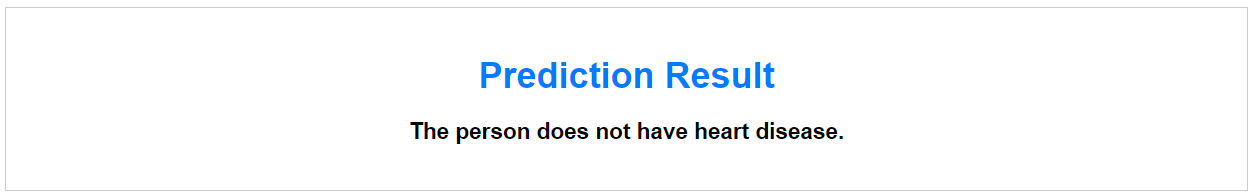 Prediction Result
The person does not have heart disease.